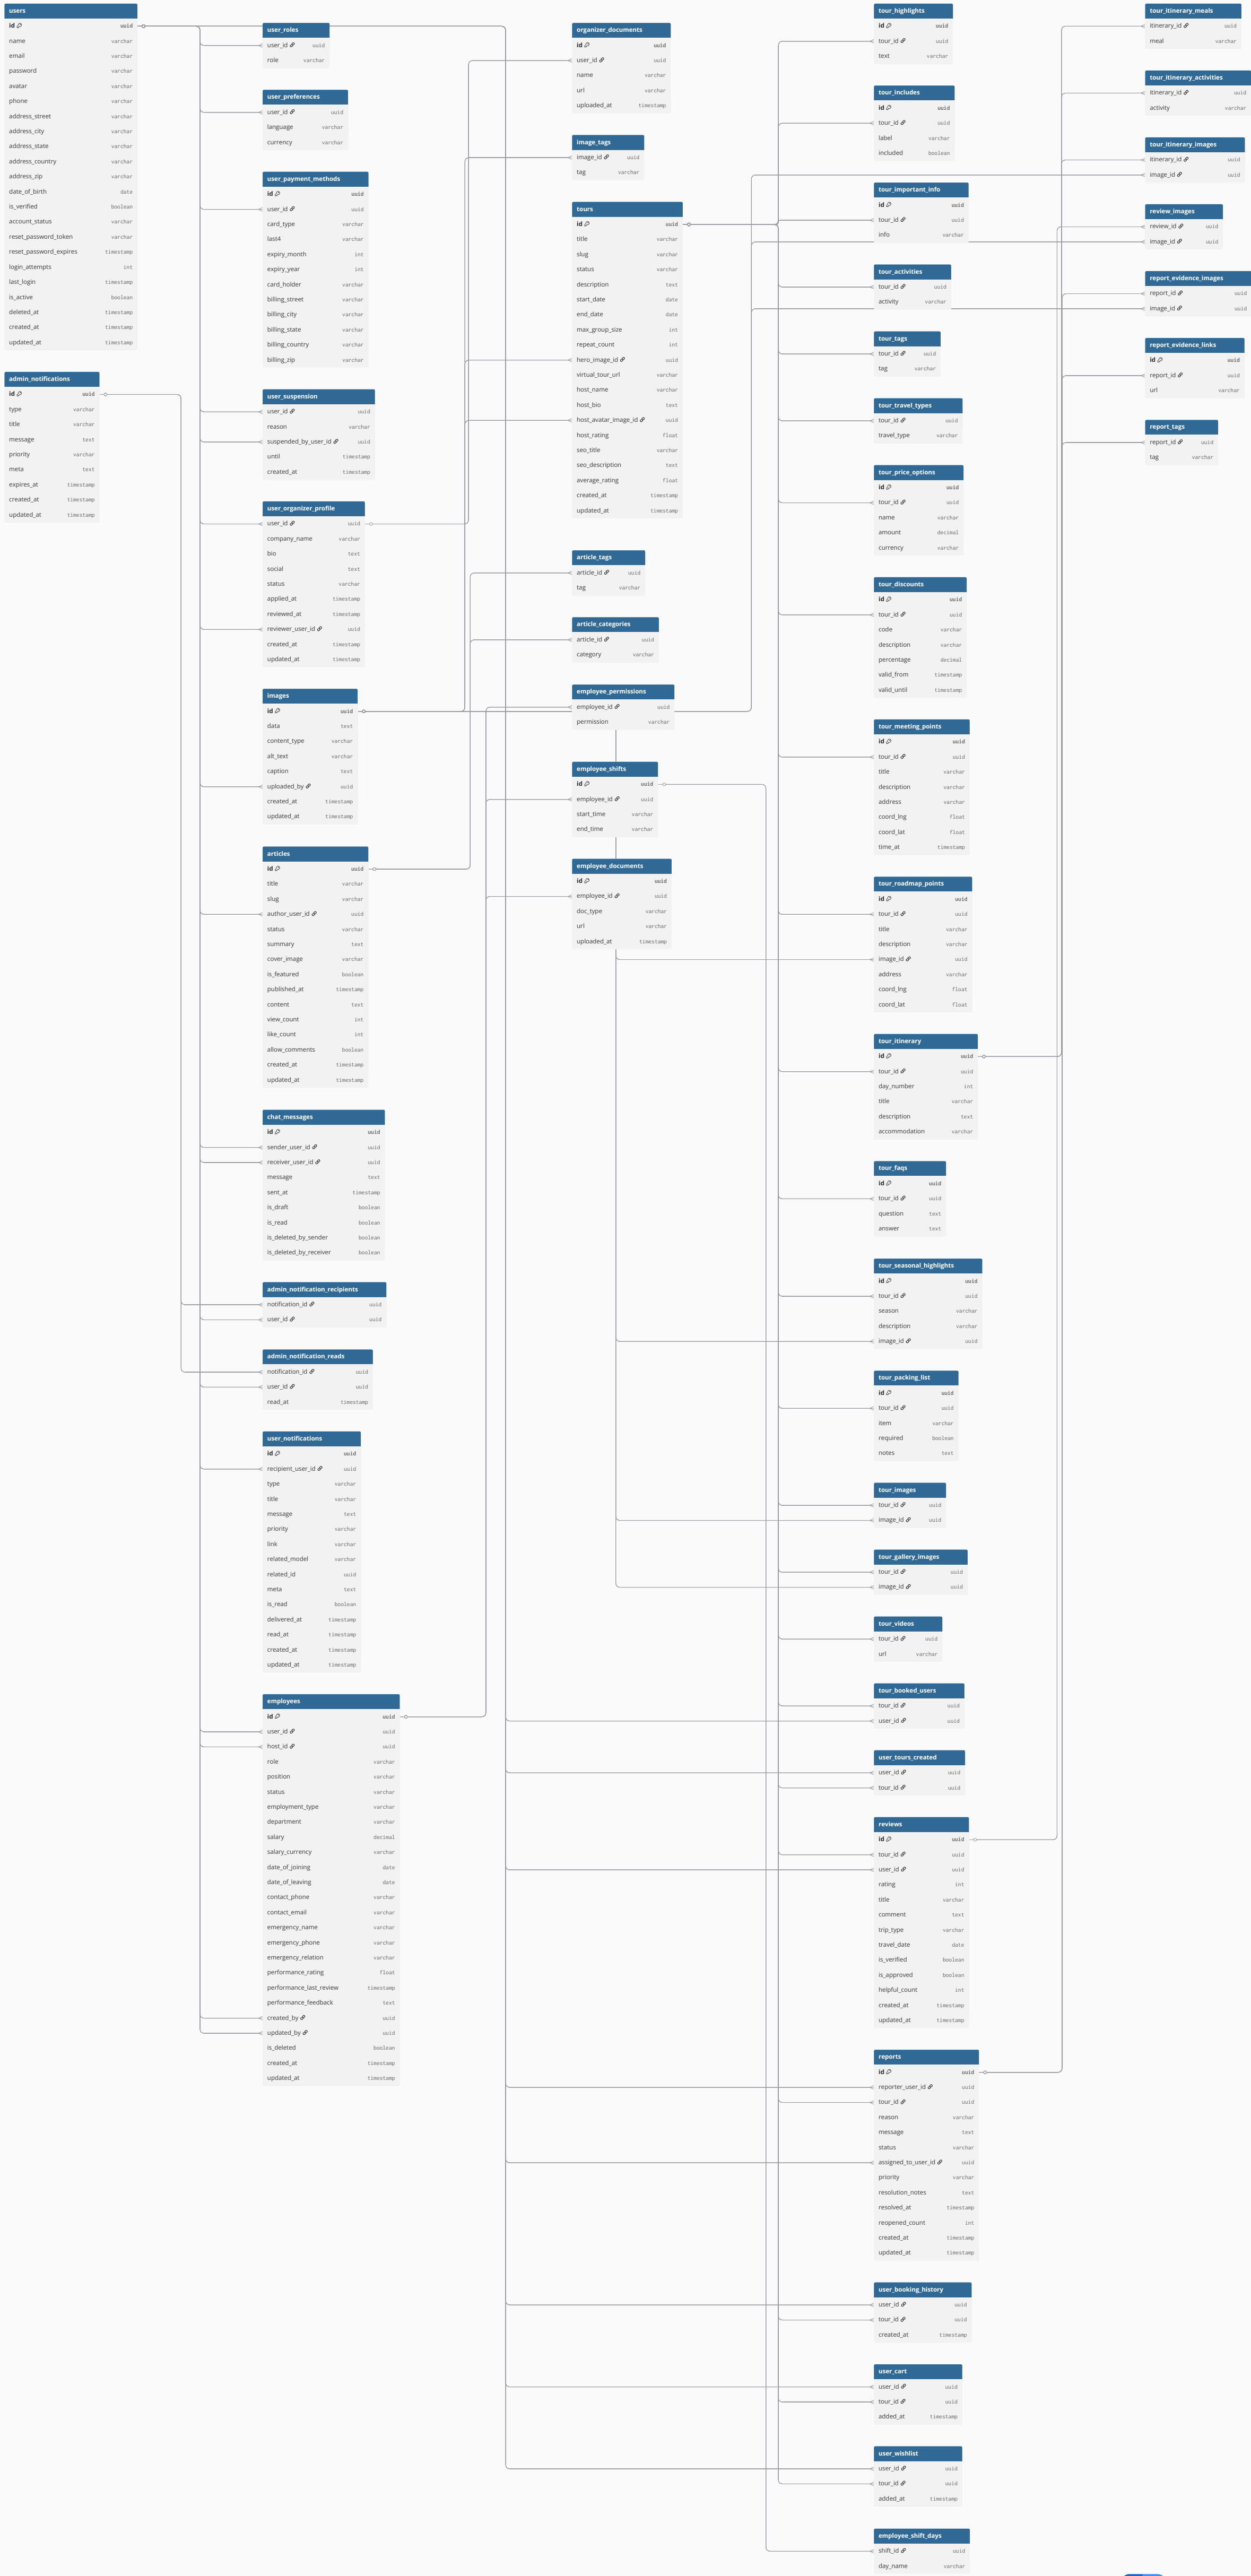 users
id uuid
name varchar
email varchar
password varchar
avatar varchar
phone varchar
address_street varchar
address_city varchar
address_state varchar
address_country varchar
address_zip varchar
date_of_birth date
is_verified boolean
account_status varchar
reset_password_token varchar
reset_password_expires timestamp
login_attempts int
last_login timestamp
is_active boolean
deleted_at timestamp
created_at timestamp
updated_at timestamp
admin_notifications
id uuid
type varchar
title varchar
message text
priority varchar
meta text
expires_at timestamp
created_at timestamp
updated_at timestamp
user_roles
user_id uuid
role varchar
user_preferences
user_id uuid
language varchar
currency varchar
user_payment_methods
id uuid
user_id uuid
card_type varchar
last4 varchar
expiry_month int
expiry_year int
card_holder varchar
billing_street varchar
billing_city varchar
billing_state varchar
billing_country varchar
billing_zip varchar
user_suspension
user_id uuid
reason varchar
suspended_by_user_id uuid
until timestamp
created_at timestamp
user_organizer_profile
user_id uuid
company_name varchar
bio text
social text
status varchar
applied_at timestamp
reviewed_at timestamp
reviewer_user_id uuid
created_at timestamp
updated_at timestamp
images
id uuid
data text
content_type varchar
alt_text varchar
caption text
uploaded_by uuid
created_at timestamp
updated_at timestamp
articles
id uuid
title varchar
slug varchar
author_user_id uuid
status varchar
summary text
cover_image varchar
is_featured boolean
published_at timestamp
content text
view_count int
like_count int
allow_comments boolean
created_at timestamp
updated_at timestamp
chat_messages
id uuid
sender_user_id uuid
receiver_user_id uuid
message text
sent_at timestamp
is_draft boolean
is_read boolean
is_deleted_by_sender boolean
is_deleted_by_receiver boolean
admin_notification_recipients
notification_id uuid
user_id uuid
admin_notification_reads
notification_id uuid
user_id uuid
read_at timestamp
user_notifications
id uuid
recipient_user_id uuid
type varchar
title varchar
message text
priority varchar
link varchar
related_model varchar
related_id uuid
meta text
is_read boolean
delivered_at timestamp
read_at timestamp
created_at timestamp
updated_at timestamp
employees
id uuid
user_id uuid
host_id uuid
role varchar
position varchar
status varchar
employment_type varchar
department varchar
salary decimal
salary_currency varchar
date_of_joining date
date_of_leaving date
contact_phone varchar
contact_email varchar
emergency_name varchar
emergency_phone varchar
emergency_relation varchar
performance_rating float
performance_last_review timestamp
performance_feedback text
created_by uuid
updated_by uuid
is_deleted boolean
created_at timestamp
updated_at timestamp
organizer_documents
id uuid
user_id uuid
name varchar
url varchar
uploaded_at timestamp
image_tags
image_id uuid
tag varchar
tours
id uuid
title varchar
slug varchar
status varchar
description text
start_date date
end_date date
max_group_size int
repeat_count int
hero_image_id uuid
virtual_tour_url varchar
host_name varchar
host_bio text
host_avatar_image_id uuid
host_rating float
seo_title varchar
seo_description text
average_rating float
created_at timestamp
updated_at timestamp
article_tags
article_id uuid
tag varchar
article_categories
article_id uuid
category varchar
employee_permissions
employee_id uuid
permission varchar
employee_shifts
id uuid
employee_id uuid
start_time varchar
end_time varchar
employee_documents
id uuid
employee_id uuid
doc_type varchar
url varchar
uploaded_at timestamp
tour_highlights
id uuid
tour_id uuid
text varchar
tour_includes
id uuid
tour_id uuid
label varchar
included boolean
tour_important_info
id uuid
tour_id uuid
info varchar
tour_activities
tour_id uuid
activity varchar
tour_tags
tour_id uuid
tag varchar
tour_travel_types
tour_id uuid
travel_type varchar
tour_price_options
id uuid
tour_id uuid
name varchar
amount decimal
currency varchar
tour_discounts
id uuid
tour_id uuid
code varchar
description varchar
percentage decimal
valid_from timestamp
valid_until timestamp
tour_meeting_points
id uuid
tour_id uuid
title varchar
description varchar
address varchar
coord_lng float
coord_lat float
time_at timestamp
tour_roadmap_points
id uuid
tour_id uuid
title varchar
description varchar
image_id uuid
address varchar
coord_lng float
coord_lat float
tour_itinerary
id uuid
tour_id uuid
day_number int
title varchar
description text
accommodation varchar
tour_faqs
id uuid
tour_id uuid
question text
answer text
tour_seasonal_highlights
id uuid
tour_id uuid
season varchar
description varchar
image_id uuid
tour_packing_list
id uuid
tour_id uuid
item varchar
required boolean
notes text
tour_images
tour_id uuid
image_id uuid
tour_gallery_images
tour_id uuid
image_id uuid
tour_videos
tour_id uuid
url varchar
tour_booked_users
tour_id uuid
user_id uuid
user_tours_created
user_id uuid
tour_id uuid
reviews
id uuid
tour_id uuid
user_id uuid
rating int
title varchar
comment text
trip_type varchar
travel_date date
is_verified boolean
is_approved boolean
helpful_count int
created_at timestamp
updated_at timestamp
reports
id uuid
reporter_user_id uuid
tour_id uuid
reason varchar
message text
status varchar
assigned_to_user_id uuid
priority varchar
resolution_notes text
resolved_at timestamp
reopened_count int
created_at timestamp
updated_at timestamp
user_booking_history
user_id uuid
tour_id uuid
created_at timestamp
user_cart
user_id uuid
tour_id uuid
added_at timestamp
user_wishlist
user_id uuid
tour_id uuid
added_at timestamp
employee_shift_days
shift_id uuid
day_name varchar
tour_itinerary_meals
itinerary_id uuid
meal varchar
tour_itinerary_activities
itinerary_id uuid
activity varchar
tour_itinerary_images
itinerary_id uuid
image_id uuid
review_images
review_id uuid
image_id uuid
report_evidence_images
report_id uuid
image_id uuid
report_evidence_links
id uuid
report_id uuid
url varchar
report_tags
report_id uuid
tag varchar